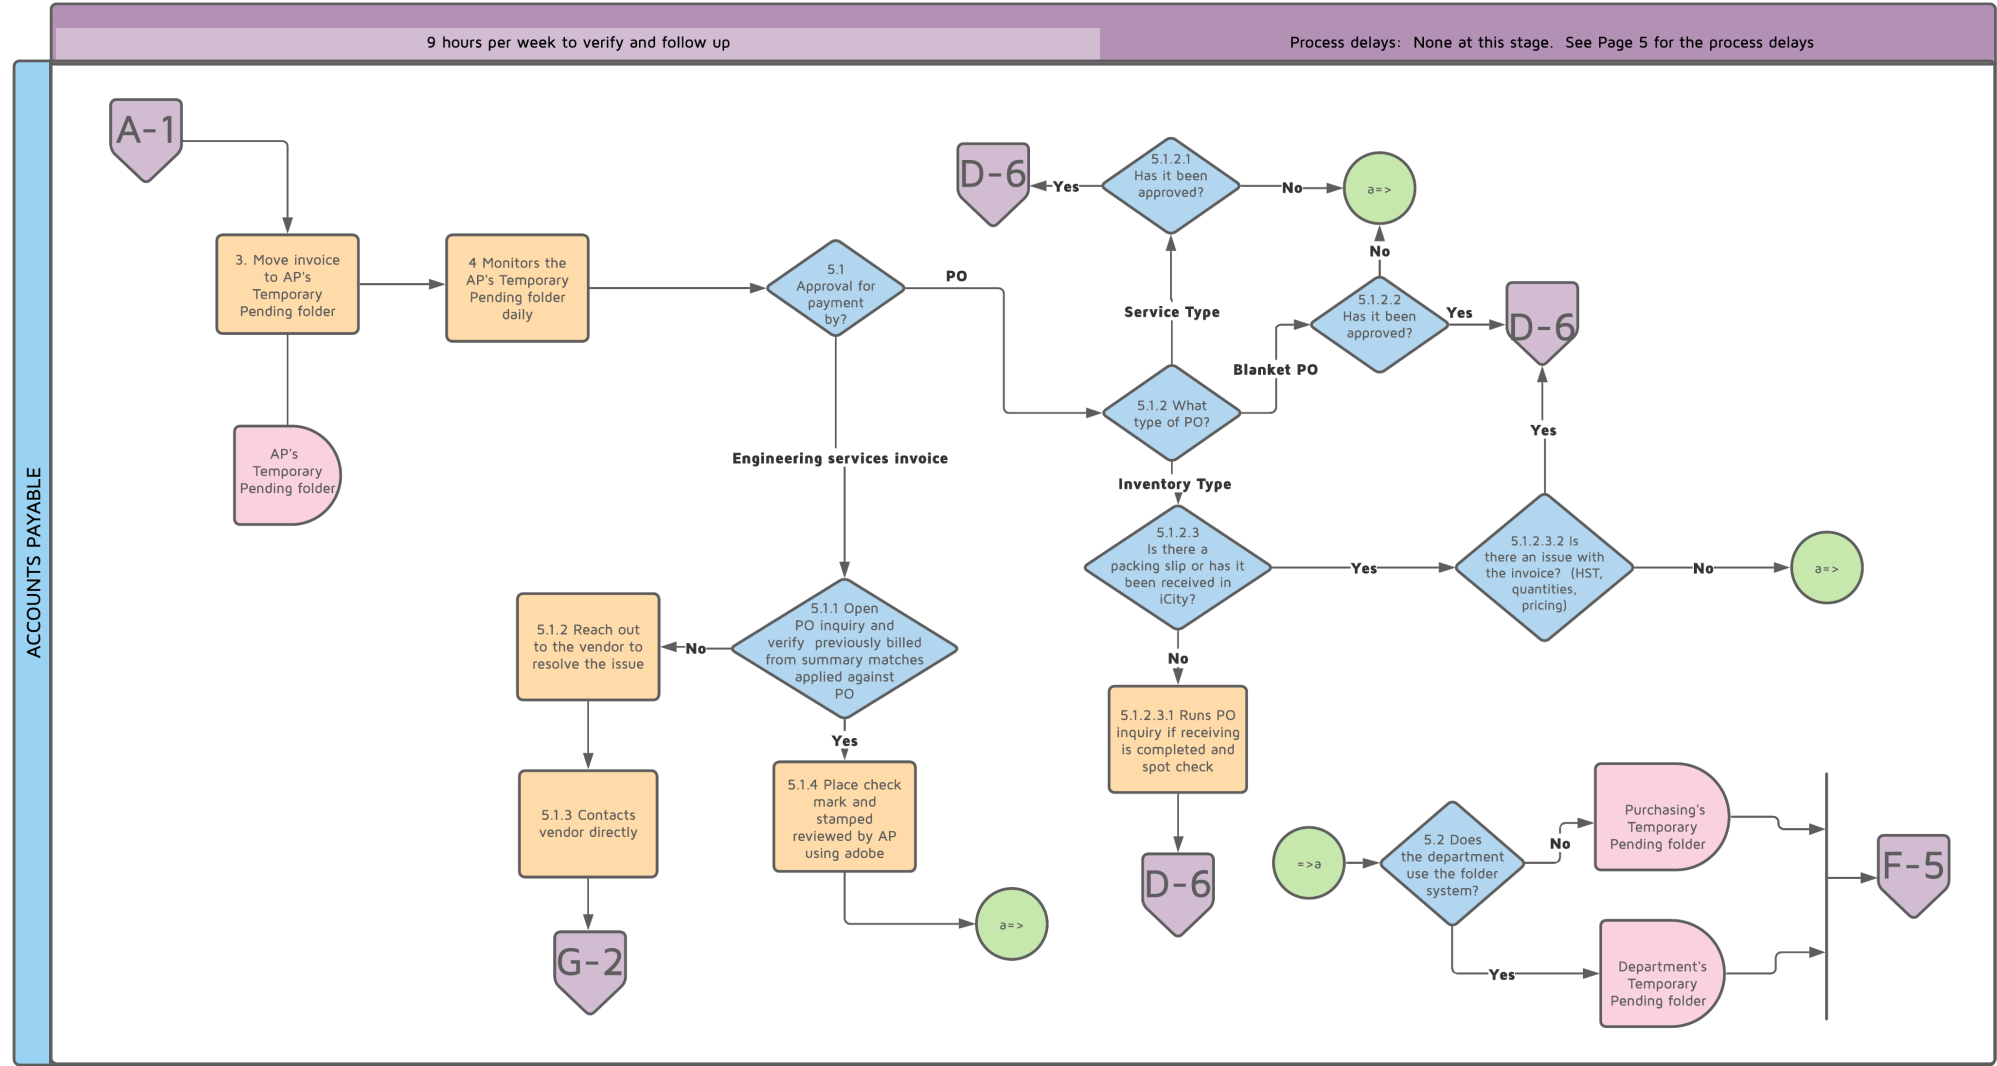 9 hours per week to verify and follow up
Process delays:  None at this stage.  See Page 5 for the process delays
ACCOUNTS PAYABLE
A-1
3. Move invoice
to AP's
Temporary
Pending folder
AP's
Temporary
Pending folder
4 Monitors the
AP's Temporary
Pending folder
daily
5.1
Approval for
payment
by?
PO
Engineering services invoice
5.1.1 Open
PO inquiry and
verify  previously billed
from summary matches
applied against
PO
No
5.1.2 Reach out
to the vendor to
resolve the issue
5.1.3 Contacts
vendor directly
G-2
Yes
5.1.4 Place check
mark and
stamped
reviewed by AP
using adobe
a=>
5.1.2 What
type of PO?
Service Type
5.1.2.1
Has it been
approved?
Yes
D-6
No
a=>
Blanket PO
5.1.2.2
Has it been
approved?
No
Yes
D-6
Inventory Type
5.1.2.3
Is there a
packing slip or has it
been received in
iCity?
Yes
5.1.2.3.2 Is
there an issue with
the invoice?  (HST,
quantities,
pricing)
Yes
No
a=>
No
5.1.2.3.1 Runs PO
inquiry if receiving
is completed and
spot check
D-6
=>a
5.2 Does
the department
use the folder
system?
No
Purchasing's
Temporary
Pending folder
Yes
Department's
Temporary
Pending folder
F-5